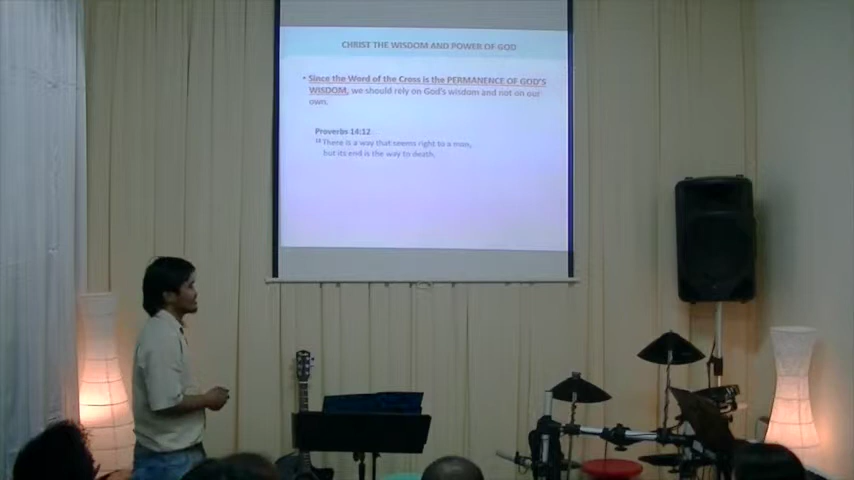 CHRIST THE WISDOM AND POWER OF GOD
• Since the Word of the Cross is the PERMANENCE OF GOD'S
WISDOM, we should rely on God's wisdom and not on our
own.
Proverbs 14:12
12 There is a way that seems right to a man,
but its end is the way to death.